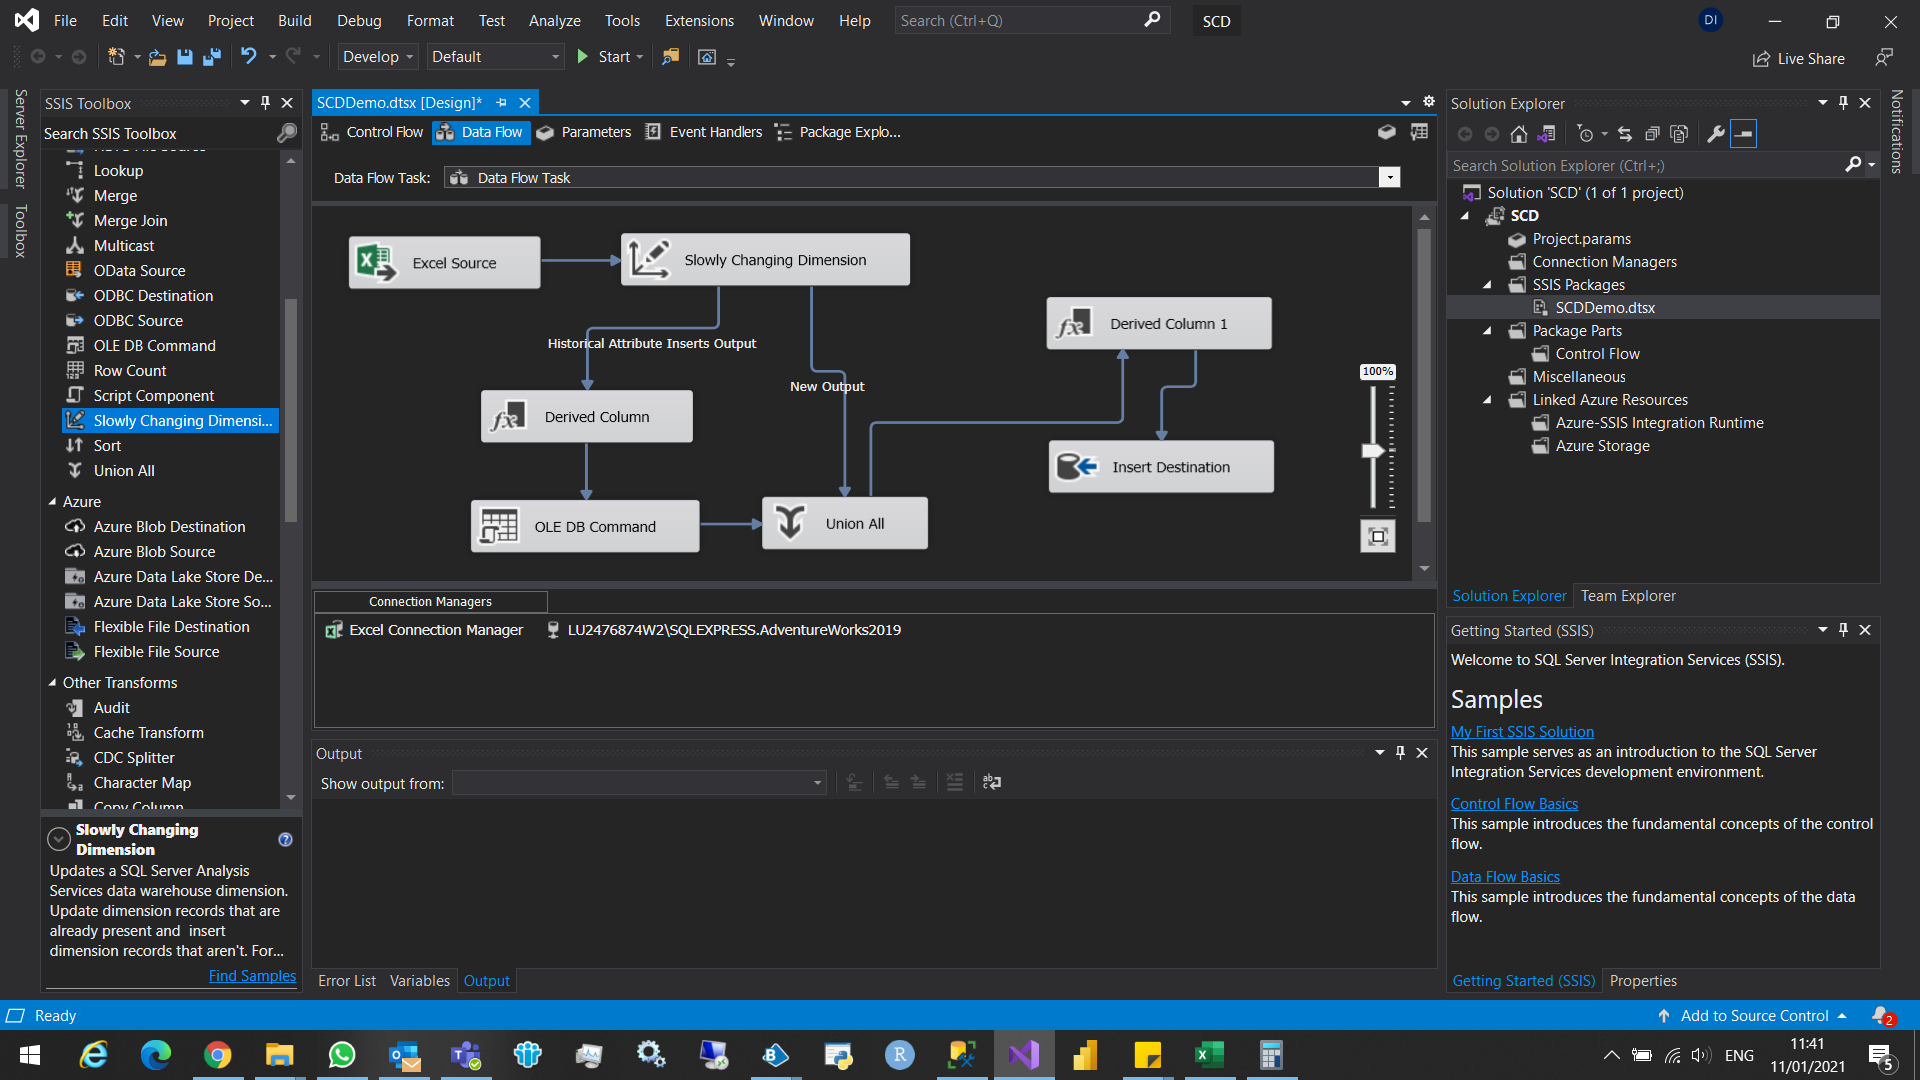 File Edit View Project Build Debug Format Test Analyze Tools Extensions Window Help Search (Ctrl+Q) SCD DI
Develop Default Start Live Share
Server Explorer
Toolbox
SSIS Toolbox
Search SSIS Toolbox
Lookup
Merge
Merge Join
Multicast
OData Source
ODBC Destination
ODBC Source
OLE DB Command
Row Count
Script Component
Slowly Changing Dimensi...
Sort
Union All
Azure
Azure Blob Destination
Azure Blob Source
Azure Data Lake Store De...
Azure Data Lake Store So...
Flexible File Destination
Flexible File Source
Other Transforms
Audit
Cache Transform
CDC Splitter
Character Map
Copy Column
Slowly Changing
Dimension
Updates a SQL Server Analysis
Services data warehouse dimension.
Update dimension records that are
already present and insert
dimension records that aren't. For...
Find Samples
SCDDemo.dtsx [Design]*
Control Flow Data Flow Parameters Event Handlers Package Explo...
Data Flow Task: Data Flow Task
Excel Source
Slowly Changing Dimension
Derived Column 1
Historical Attribute Inserts Output
New Output
100%
Derived Column
Insert Destination
OLE DB Command
Union All
Connection Managers
Excel Connection Manager LU2476874W2\SQLEXPRESS.AdventureWorks2019
Output
Show output from:
Error List Variables Output
Solution Explorer
Search Solution Explorer (Ctrl+;)
Solution 'SCD' (1 of 1 project)
SCD
Project.params
Connection Managers
SSIS Packages
SCDDemo.dtsx
Package Parts
Control Flow
Miscellaneous
Linked Azure Resources
Azure-SSIS Integration Runtime
Azure Storage
Solution Explorer Team Explorer
Getting Started (SSIS)
Welcome to SQL Server Integration Services (SSIS).
Samples
My First SSIS Solution
This sample serves as an introduction to the SQL Server
Integration Services development environment.
Control Flow Basics
This sample introduces the fundamental concepts of the control
flow.
Data Flow Basics
This sample introduces the fundamental concepts of the data
flow.
Getting Started (SSIS) Properties
Notifications
Ready Add to Source Control 2
ENG 11:41
11/01/2021 5